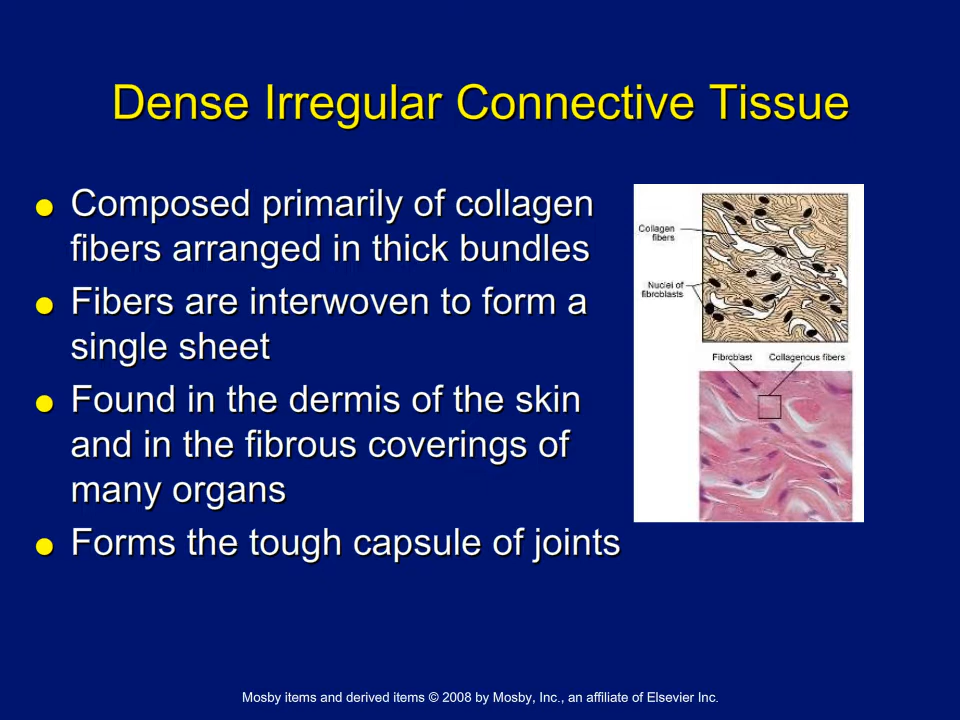 Dense Irregular Connective Tissue
● Composed primarily of collagen
fibers arranged in thick bundles
● Fibers are interwoven to form a
single sheet
● Found in the dermis of the skin
and in the fibrous coverings of
many organs
● Forms the tough capsule of joints
Collagen
fibers
Nuclei of
fibroblasts
Fibroblast Collagenous fibers
Mosby items and derived items © 2008 by Mosby, Inc., an affiliate of Elsevier Inc.